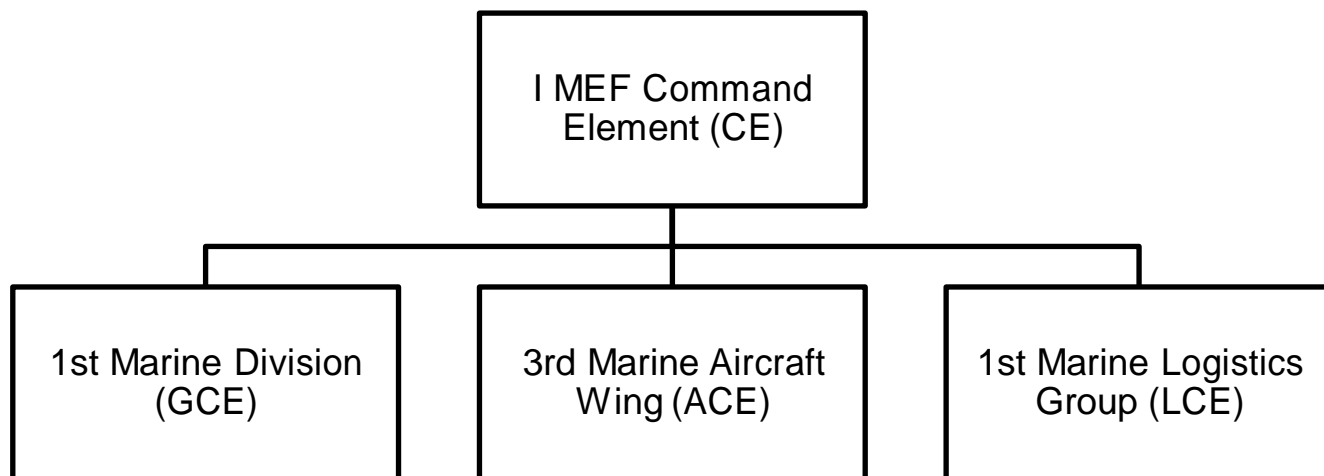 I MEF Command
Element (CE)
1st Marine Division
(GCE)
3rd Marine Aircraft
Wing (ACE)
1st Marine Logistics
Group (LCE)